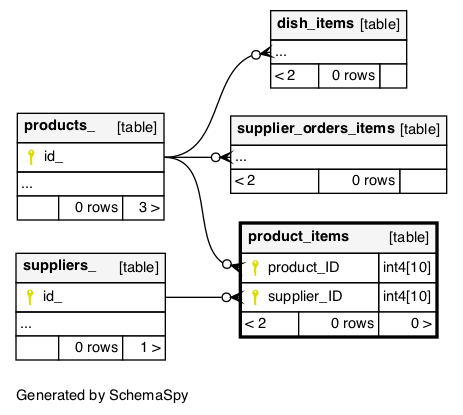 dish_items [table]
...
< 2 0 rows
products_ [table]
id_
...
0 rows 3 >
supplier_orders_items [table]
...
< 2 0 rows
product_items [table]
product_ID int4[10]
supplier_ID int4[10]
< 2 0 rows 0 >
suppliers_ [table]
id_
...
0 rows 1 >
Generated by SchemaSpy